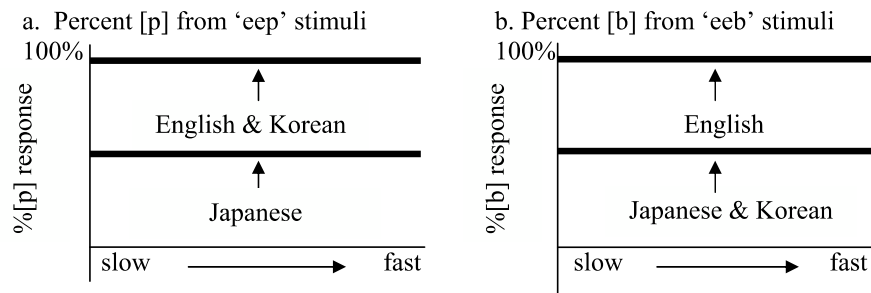 a. Percent [p] from ‘eep’ stimuli
100%
%[p] response
English & Korean
Japanese
slow
fast
b. Percent [b] from ‘eeb’ stimuli
100%
%[b] response
English
Japanese & Korean
slow
fast